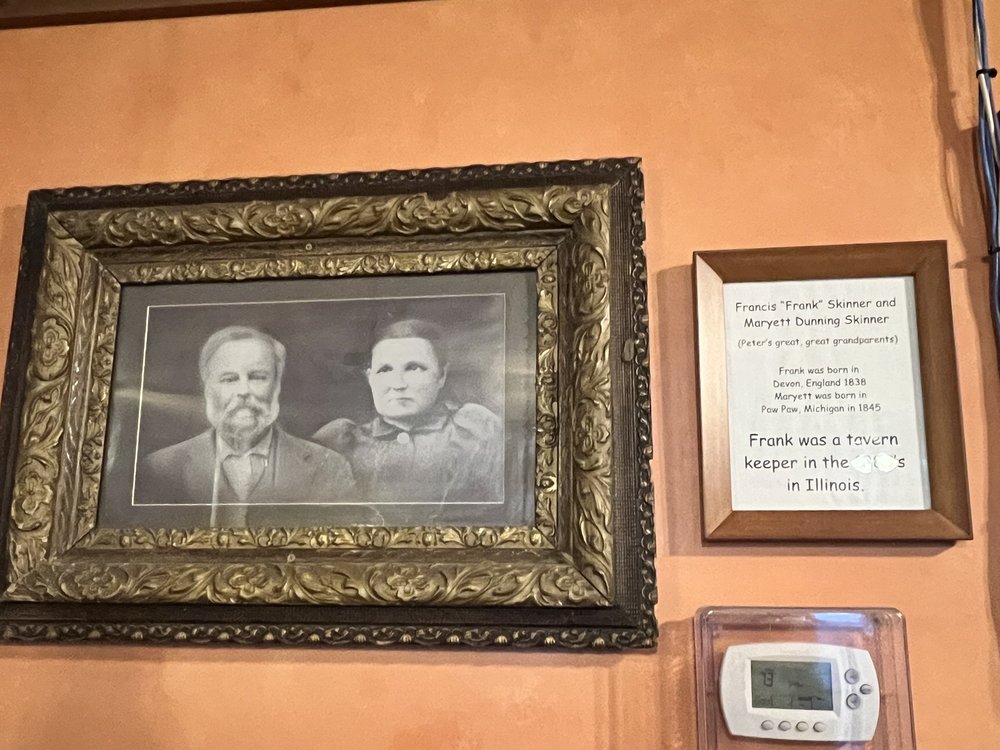 Francis “Frank” Skinner and
Maryett Dunning Skinner
(Peter's great, great grandparents)
Frank was born in
Devon, England 1838
Maryett was born in
Paw Paw, Michigan in 1845
Frank was a tavern
keeper in the
in Illinois.
73